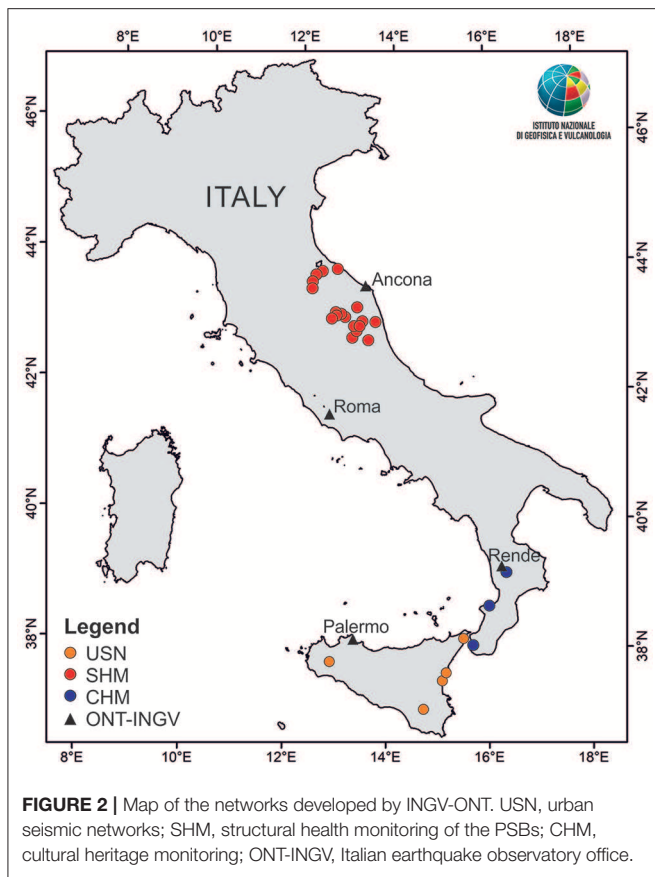 8°E 10°E 12°E 14°E 16°E 18°E
46°N 46°N
ISTITUTO NAZIONALE
DI GEOFISICA E VULCANOLOGIA
ITALY
44°N 44°N
Ancona
42°N 42°N
Roma
40°N 40°N
Rende
38°N 38°N
Palermo
Legend
USN
SHM
CHM
ONT-INGV
8°E 10°E 12°E 14°E 16°E 18°E
FIGURE 2 | Map of the networks developed by INGV-ONT. USN, urban
seismic networks; SHM, structural health monitoring of the PSBs; CHM,
cultural heritage monitoring; ONT-INGV, Italian earthquake observatory office.